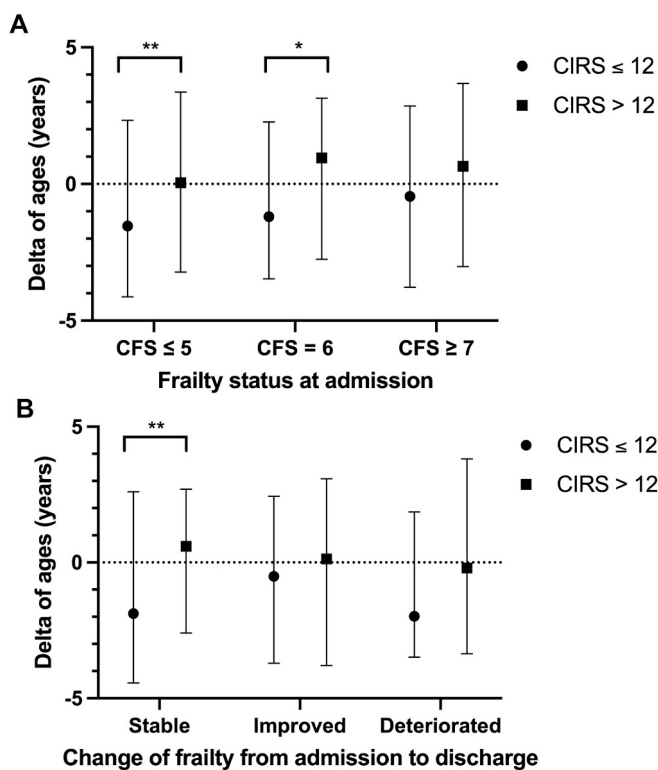 A
5
**
*
CIRS ≤ 12
CIRS > 12
Delta of ages (years)
0
-5
CFS ≤ 5
CFS = 6
CFS ≥ 7
Frailty status at admission
B
5
**
CIRS ≤ 12
CIRS > 12
Delta of ages (years)
0
-5
Stable
Improved
Deteriorated
Change of frailty from admission to discharge